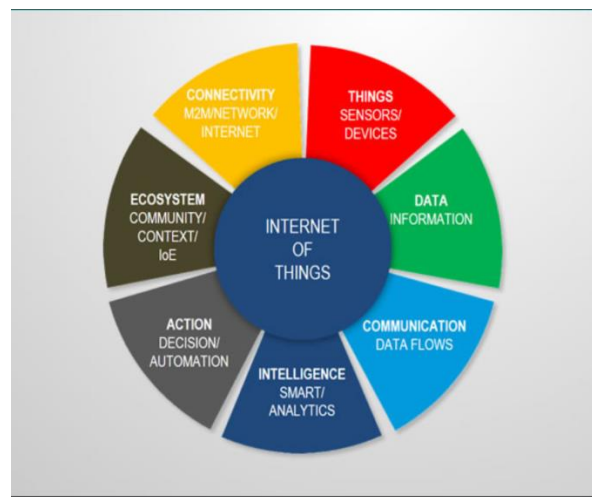 CONNECTIVITY
M2M/NETWORK/
INTERNET
THINGS
SENSORS/
DEVICES
DATA
INFORMATION
COMMUNICATION
DATA FLOWS
INTELLIGENCE
SMART/
ANALYTICS
ACTION
DECISION/
AUTOMATION
ECOSYSTEM
COMMUNITY/
CONTEXT/
IoE
INTERNET
OF
THINGS